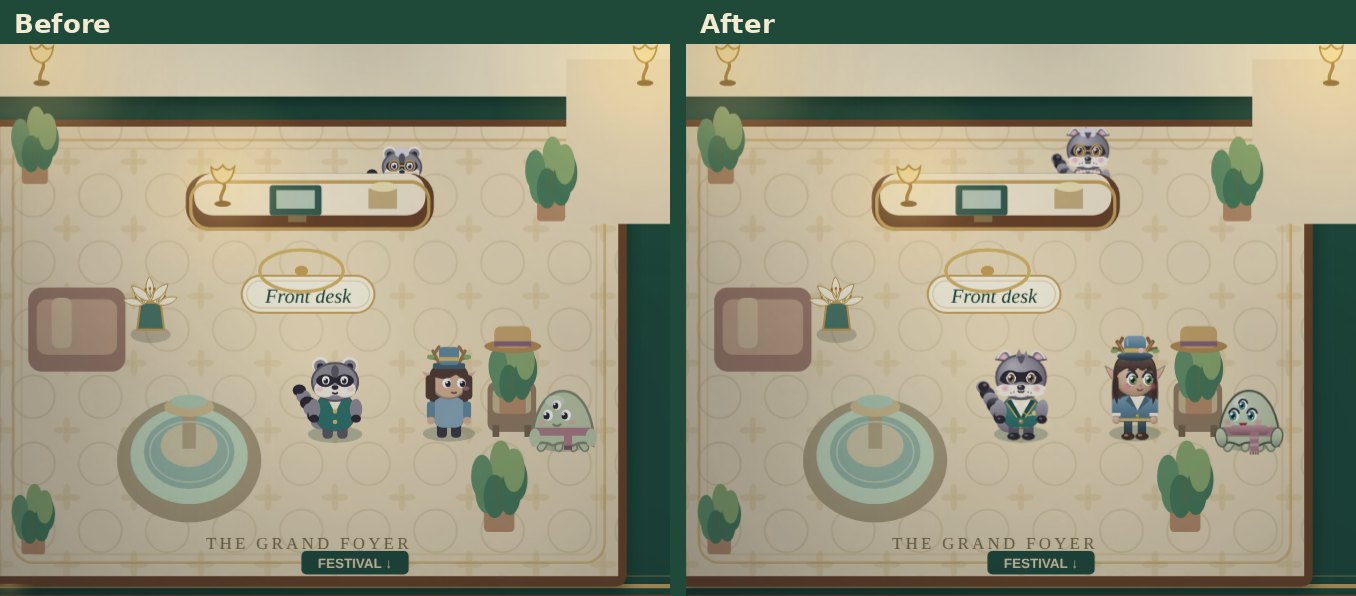 Before
After
Front desk
Front desk
THE GRAND FOYER
THE GRAND FOYER
FESTIVAL ↓
FESTIVAL ↓